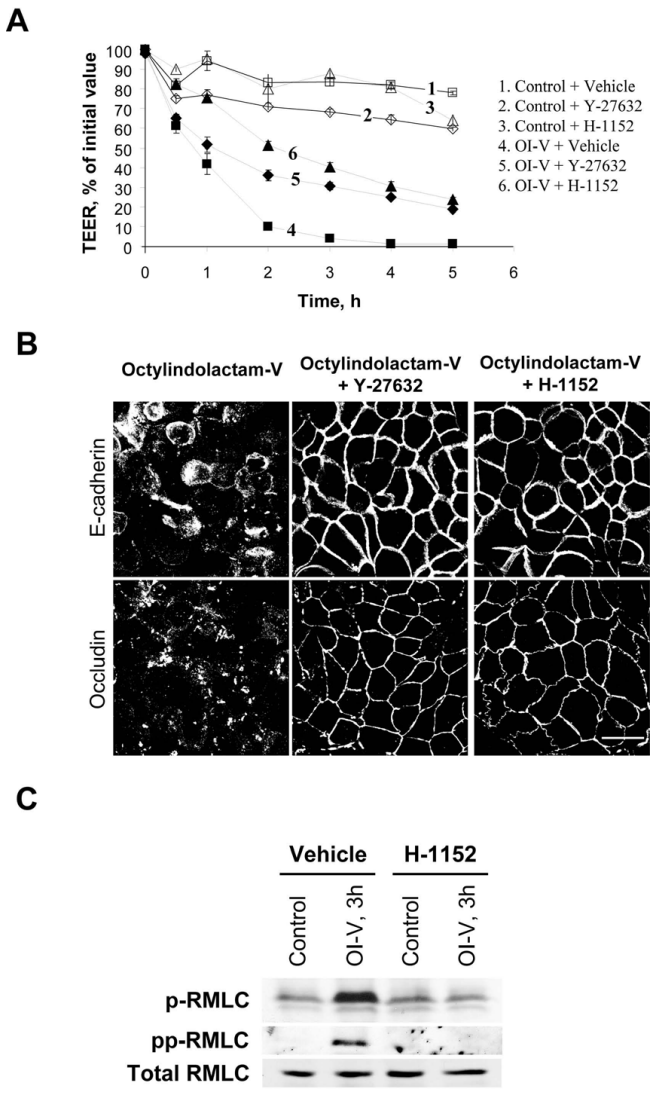 A
TEER, % of initial value
100
90
80
70
60
50
40
30
20
10
0
0 1 2 3 4 5 6
Time, h
1
2
3
6
5
4
1. Control + Vehicle
2. Control + Y-27632
3. Control + H-1152
4. OI-V + Vehicle
5. OI-V + Y-27632
6. OI-V + H-1152
B
Octylindolactam-V
Octylindolactam-V
+ Y-27632
Octylindolactam-V
+ H-1152
E-cadherin
Occludin
C
Vehicle H-1152
Control OI-V, 3h Control OI-V, 3h
p-RMLC
pp-RMLC
Total RMLC